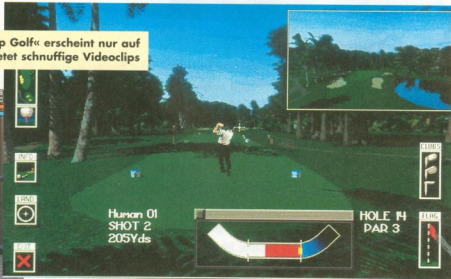 p Golf« erscheint nur auf
etet schnuffige Videoclips
INFO
LAND
EXIT
CLUBS
FLAG
Human 01
SHOT 2
205Yds
HOLE 14
PAR 3